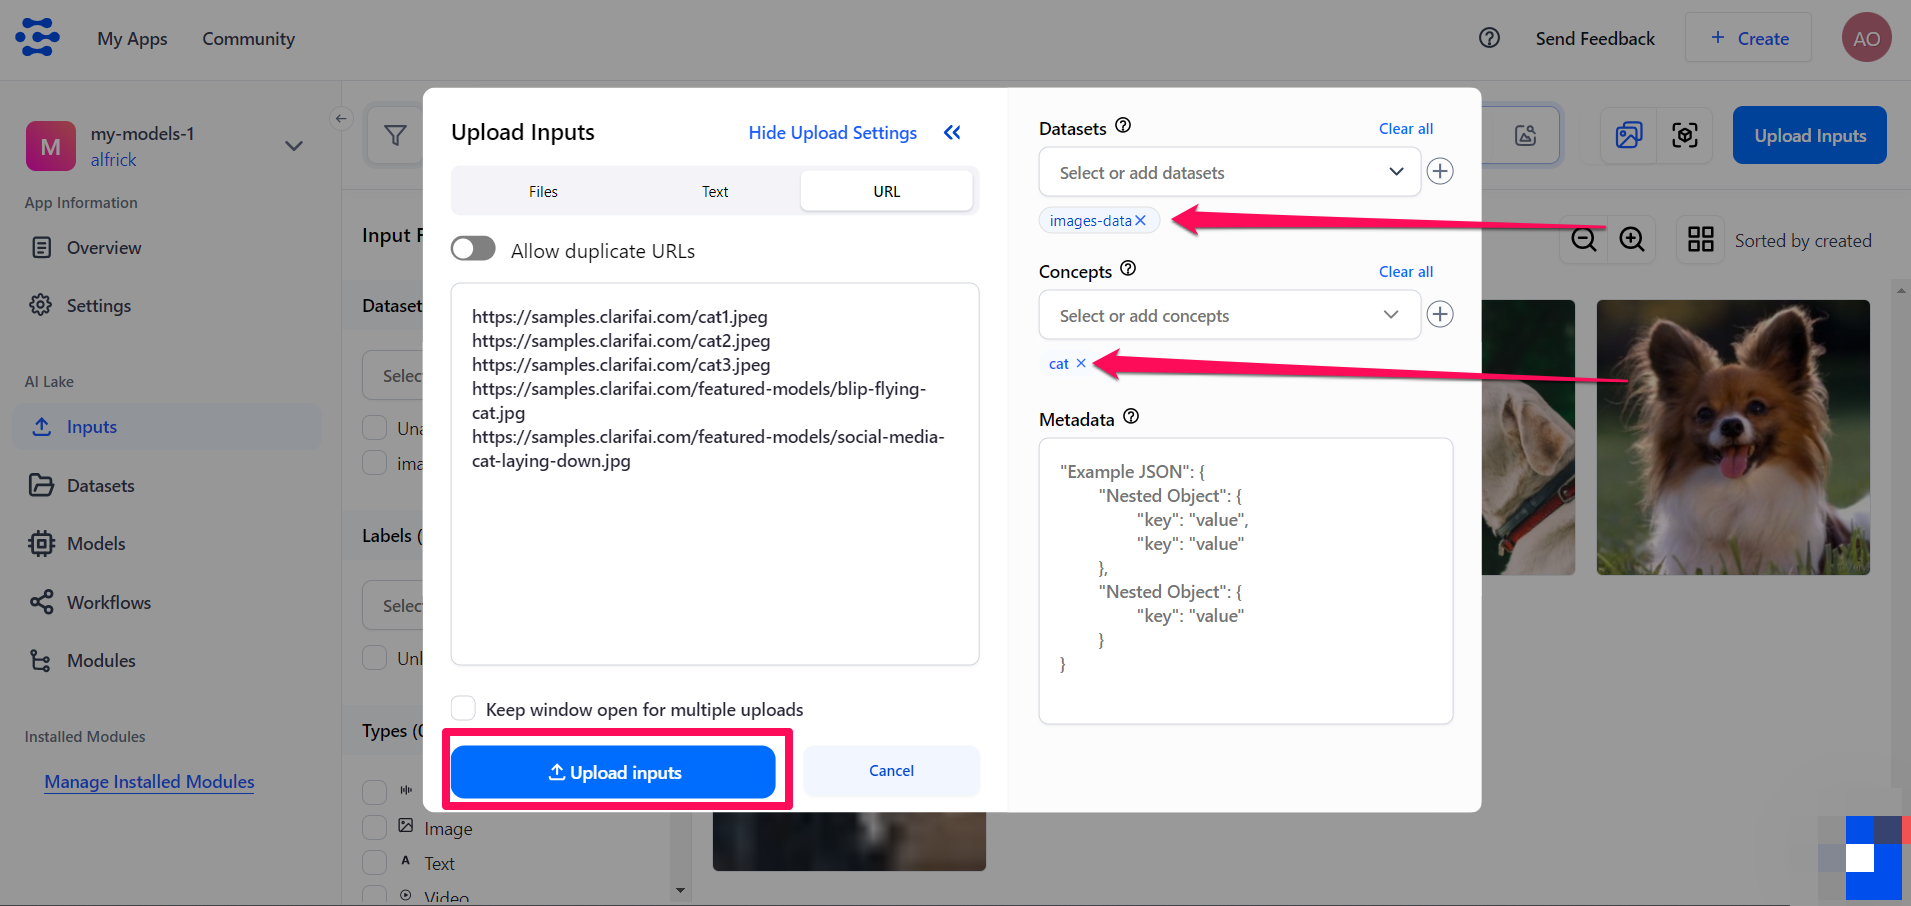 My Apps
Community
Send Feedback
+ Create
AO
M
my-models-1
alfrick
App Information
Overview
Settings
AI Lake
Inputs
Datasets
Models
Workflows
Modules
Installed Modules
Manage Installed Modules
Input
Labels
Types
Image
Text
Video
Upload Inputs
Hide Upload Settings
Files
Text
URL
Allow duplicate URLs
https://samples.clarifai.com/cat1.jpeg
https://samples.clarifai.com/cat2.jpeg
https://samples.clarifai.com/cat3.jpeg
https://samples.clarifai.com/featured-models/blip-flying-
cat.jpg
https://samples.clarifai.com/featured-models/social-media-
cat-laying-down.jpg
Keep window open for multiple uploads
Upload inputs
Cancel
Datasets
Clear all
Select or add datasets
images-data
Concepts
Clear all
Select or add concepts
cat
Metadata
"Example JSON": {
"Nested Object": {
"key": "value",
"key": "value"
},
"Nested Object": {
"key": "value"
}
}
Upload Inputs
Sorted by created